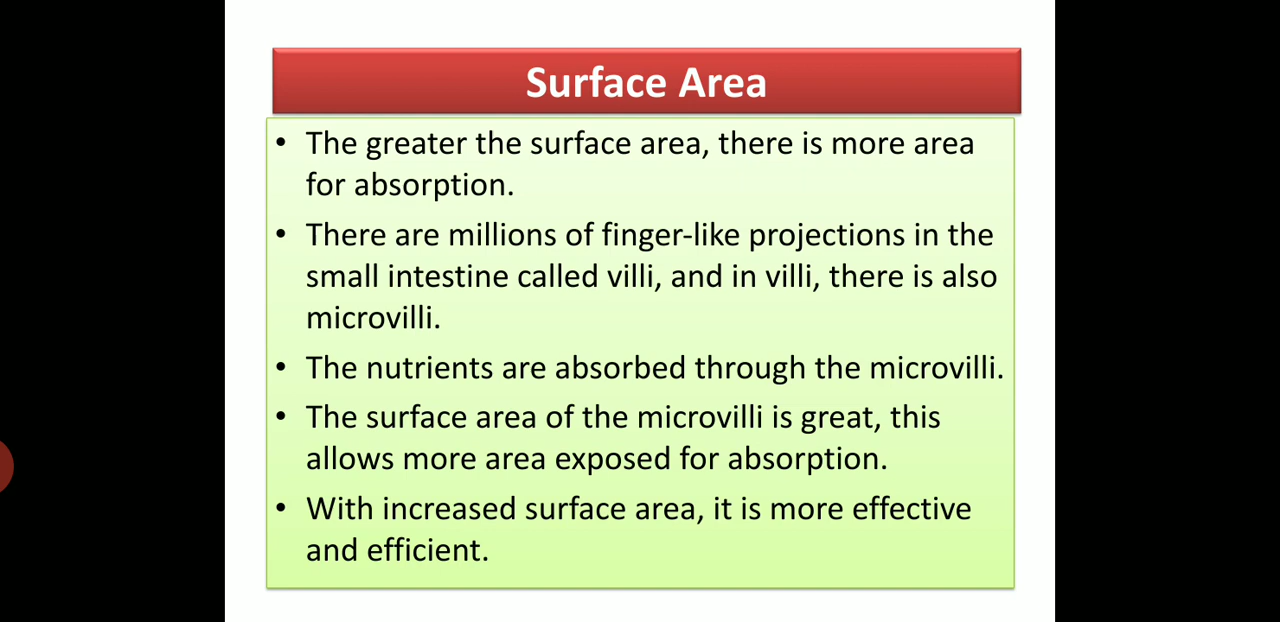 Surface Area
• The greater the surface area, there is more area
for absorption.
• There are millions of finger-like projections in the
small intestine called villi, and in villi, there is also
microvilli.
• The nutrients are absorbed through the microvilli.
• The surface area of the microvilli is great, this
allows more area exposed for absorption.
• With increased surface area, it is more effective
and efficient.